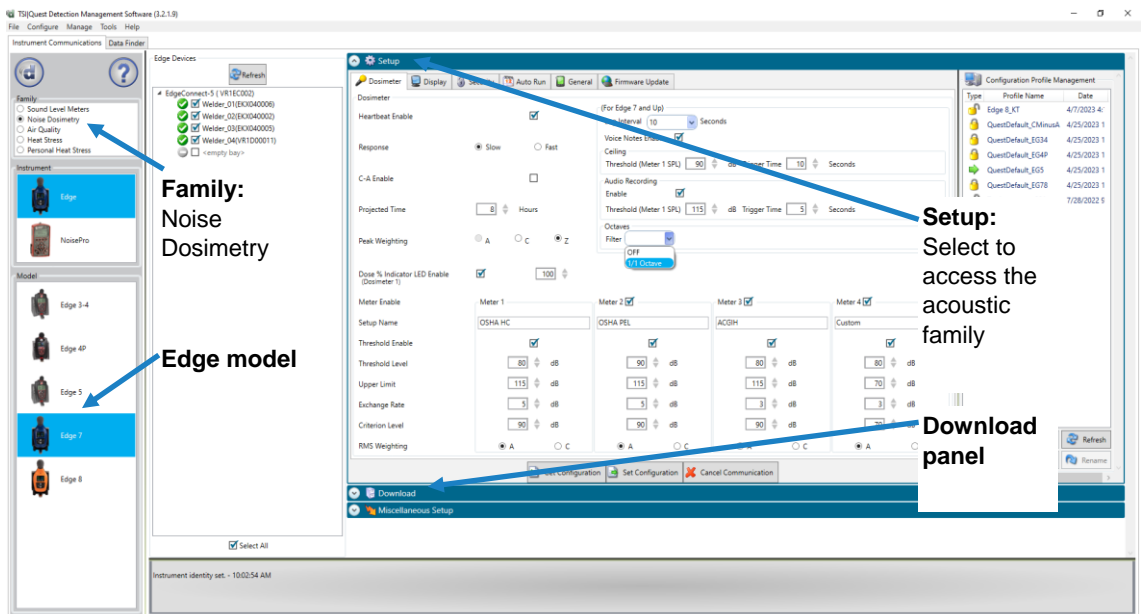 TSI|Quest Detection Management Software (3.2.1.9)
File Configure Manage Tools Help
Instrument Communications Data Finder
Family
Sound Level Meters
Noise Dosimetry
Air Quality
Heat Stress
Personal Heat Stress
Instrument
Edge
NoisePro
Model
Edge 3-4
Edge 4P
Edge 5
Edge 7
Edge 8
Edge Devices
Refresh
EdgeConnect-5 ( VR1EC002)
Welder_01(EKX040006)
Welder_02(EKX040002)
Welder_03(EKX040005)
Welder_04(VR1D00011)
<empty bay>
Select All
Family:
Noise
Dosimetry
Edge model
Setup
Dosimeter Display Auto Run General Firmware Update
Dosimeter
Heartbeat Enable
Response Slow Fast
C-A Enable
Projected Time 8 Hours
Peak Weighting A C Z
Dose % Indicator LED Enable 100
(Dosimeter 1)
(For Edge 7 and Up)
Interval 10 Seconds
Voice Notes
Ceiling
Threshold (Meter 1 SPL) 90 dB Trigger Time 10 Seconds
Audio Recording
Enable
Threshold (Meter 1 SPL) 115 dB Trigger Time 5 Seconds
Octaves
Filter
OFF
1/1 Octave
Meter Enable Meter 1 Meter 2 Meter 3 Meter 4
Setup Name OSHA HC OSHA PEL ACGIH Custom
Threshold Enable
Threshold Level 80 dB 90 dB 80 dB 80 dB
Upper Limit 115 dB 115 dB 115 dB 70 dB
Exchange Rate 5 dB 5 dB 3 dB 3 dB
Criterion Level 90 dB 90 dB 90 dB
RMS Weighting A C A C A C A
Configuration Set Configuration Cancel Communication
Download
Miscellaneous Setup
Configuration Profile Management
Type Profile Name Date
Edge 8_KT 4/7/2023 4:
QuestDefault_CMinusA 4/25/2023 1
QuestDefault_EG34 4/25/2023 1
QuestDefault_EG4P 4/25/2023 1
QuestDefault_EG5 4/25/2023 1
QuestDefault_EG78 4/25/2023 1
7/28/2022 9
Refresh
Rename
Setup:
Select to
access the
acoustic
family
Download
panel
Instrument identity set. - 10:02:54 AM